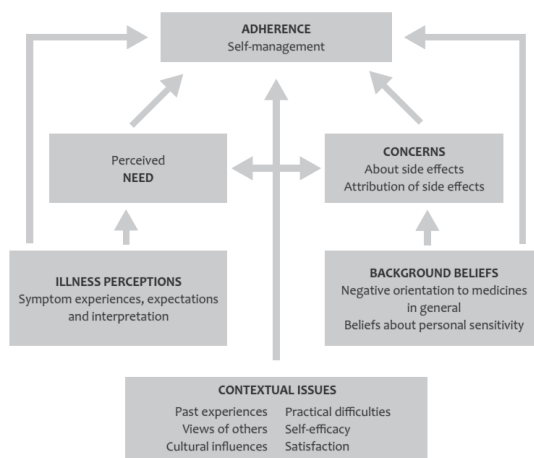 ADHERENCE
Self-management
Perceived
NEED
CONCERNS
About side effects
Attribution of side effects
ILLNESS PERCEPTIONS
Symptom experiences, expectations
and interpretation
BACKGROUND BELIEFS
Negative orientation to medicines
in general
Beliefs about personal sensitivity
CONTEXTUAL ISSUES
Past experiences Practical difficulties
Views of others Self-efficacy
Cultural influences Satisfaction